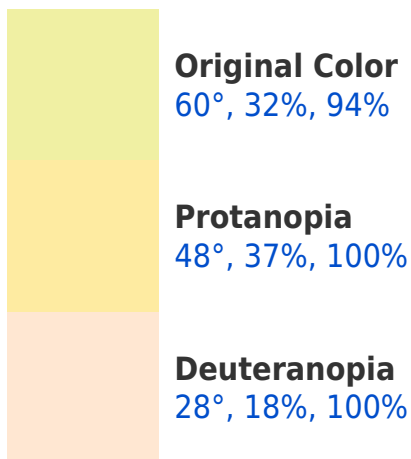 Original Color
60°, 32%, 94%
Protanopia
48°, 37%, 100%
Deuteranopia
28°, 18%, 100%